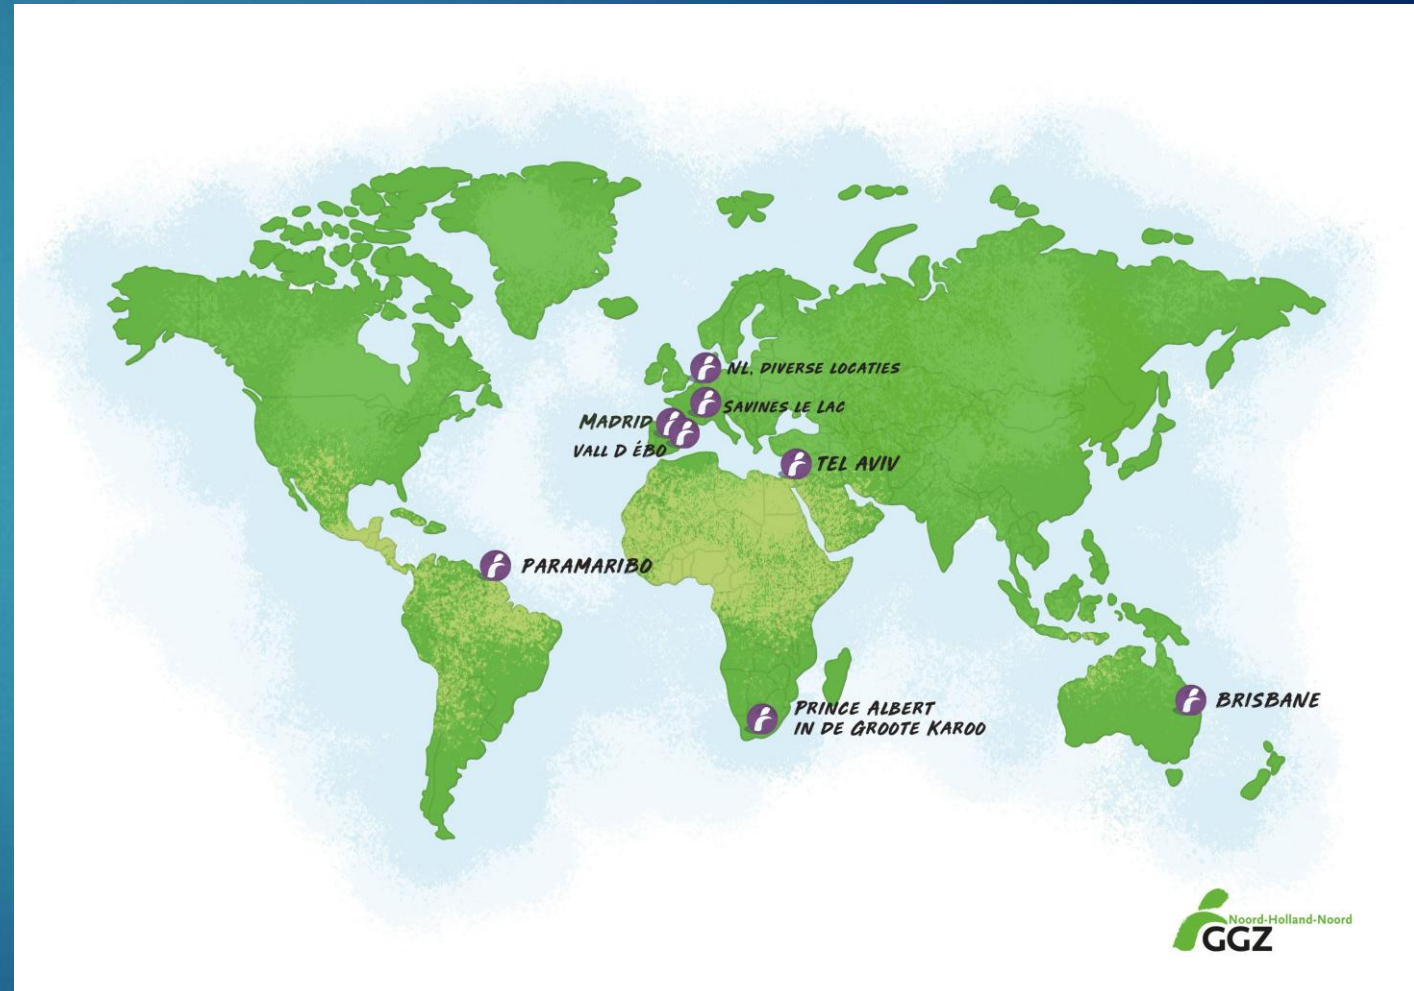 NL, DIVERSE LOCATIES
SAVINES LE LAC
MADRID
VALL D ÉBO
TEL AVIV
PARAMARIBO
PRINCE ALBERT
IN DE GROOTE KAROO
BRISBANE
Noord-Holland-Noord
GGZ